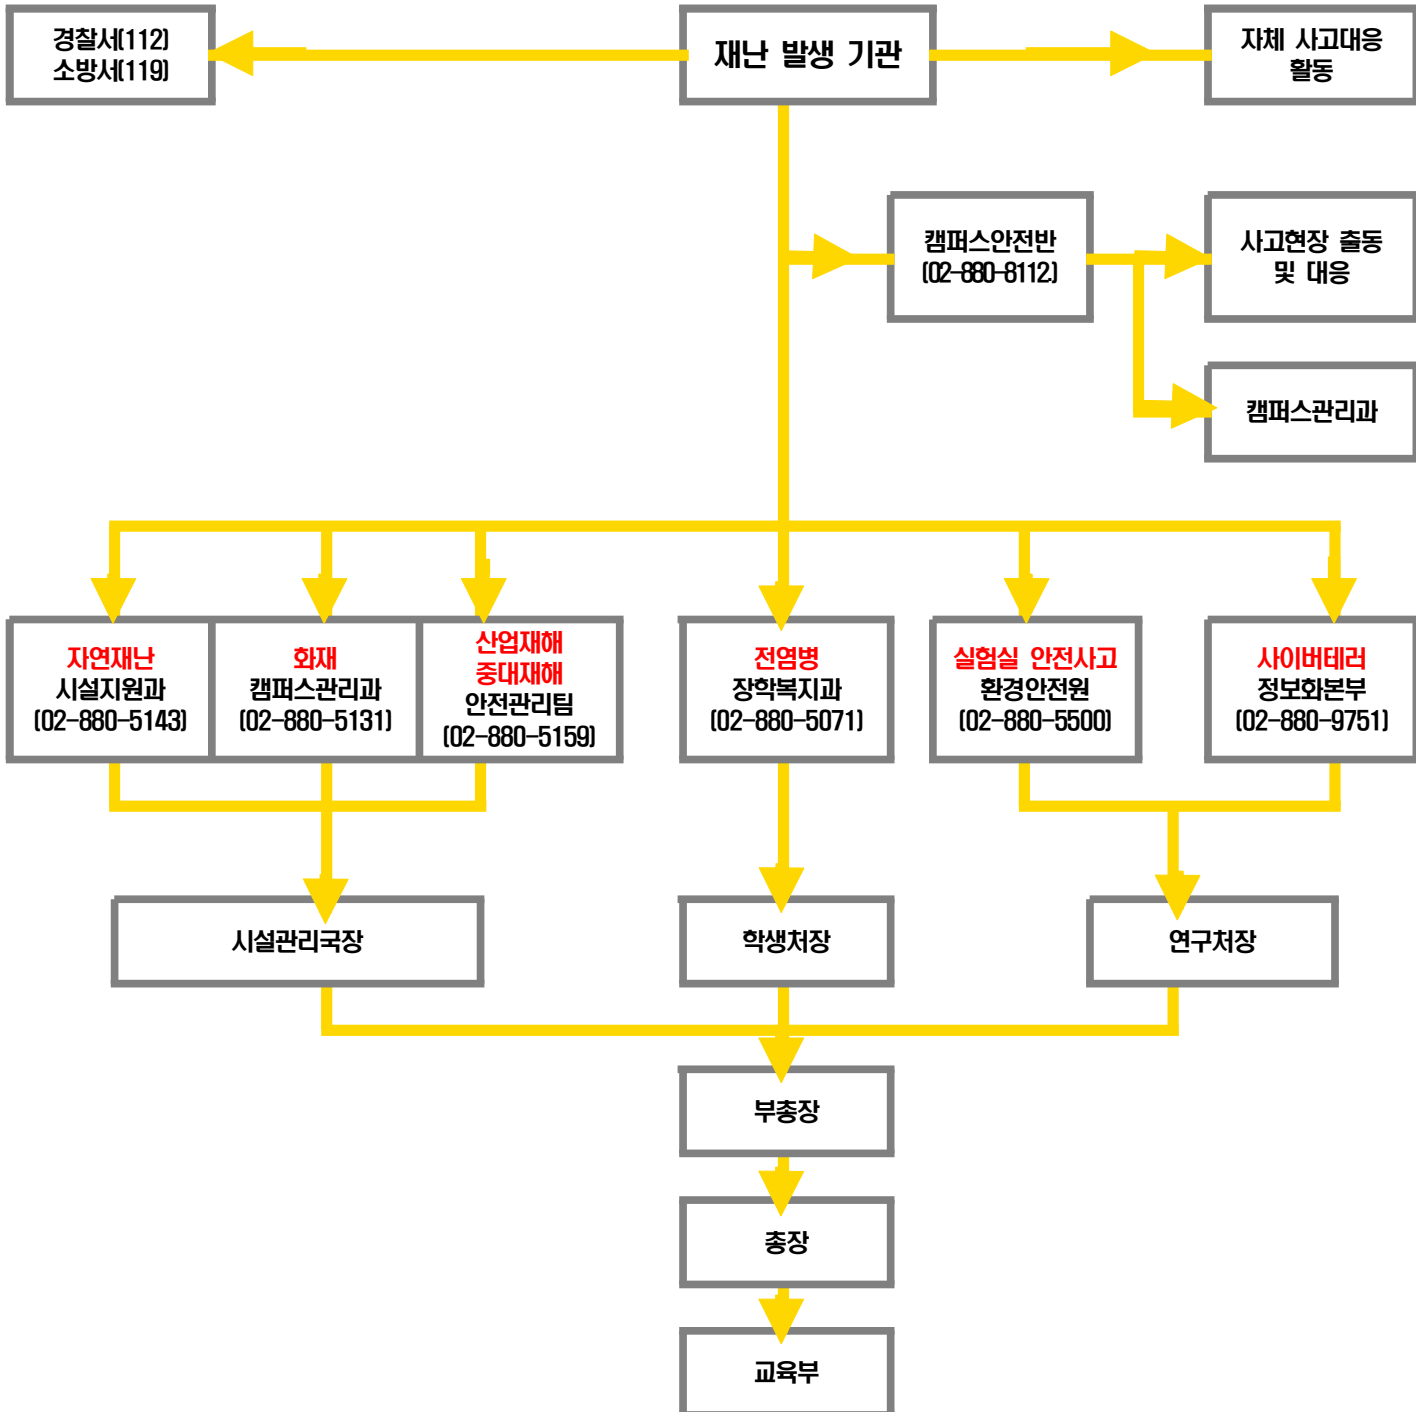 경찰서(112)
소방서(119)
재난 발생 기관
자체 사고대응
활동
캠퍼스안전반
(02-880-8112)
사고현장 출동
및 대응
캠퍼스관리과
자연재난
시설지원과
(02-880-5143)
화재
캠퍼스관리과
(02-880-5131)
산업재해
중대재해
안전관리팀
(02-880-5159)
전염병
장학복지과
(02-880-5071)
실험실 안전사고
환경안전원
(02-880-5500)
사이버테러
정보화본부
(02-880-9751)
시설관리국장
학생처장
연구처장
부총장
총장
교육부